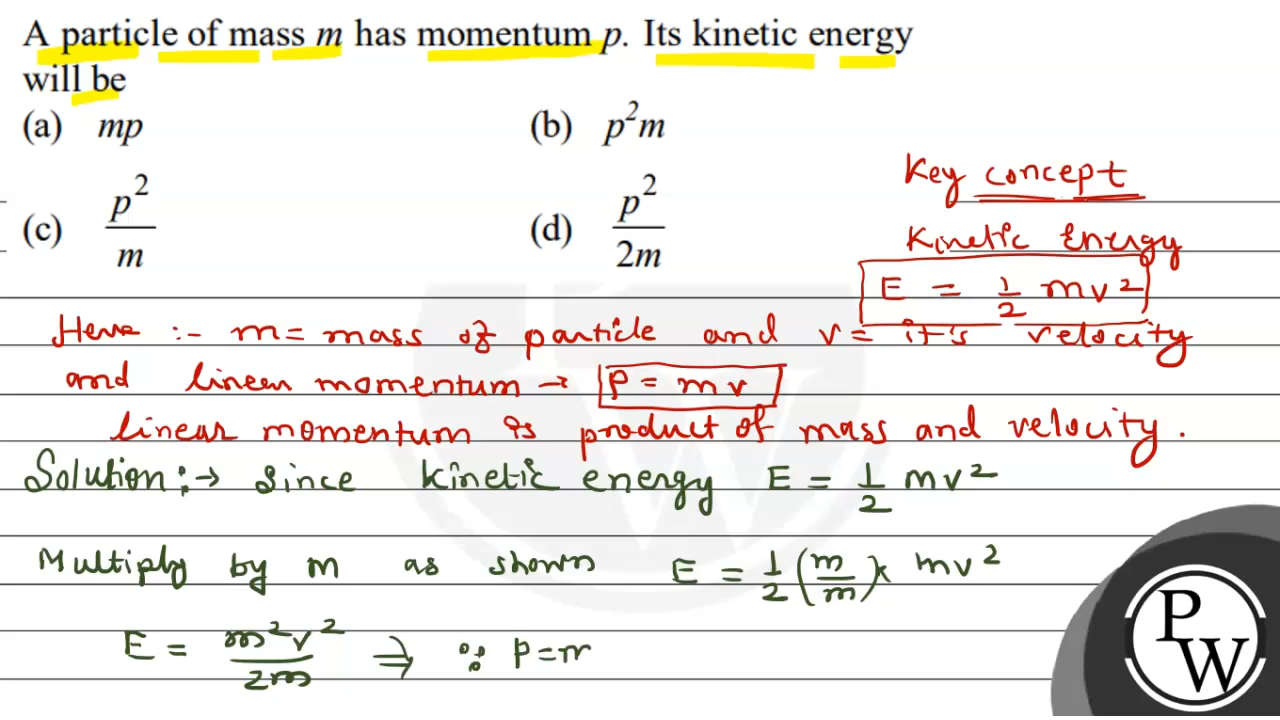 A particle of mass m has momentum p. Its kinetic energy
will be
(a) mp (b) p²m
(c) p²/m (d) p²/2m
Key concept
Kinetic Energy
E = 1/2 mv²
Here :- m = mass of particle and v = it's velocity
and linear momentum → P = mv
linear momentum is product of mass and velocity.
Solution :→ Since kinetic energy E = 1/2 mv²
Multiply by m as shown E = 1/2 (m/m) × mv²
E = m²v²/2m ⇒ ∵ P = m
PW